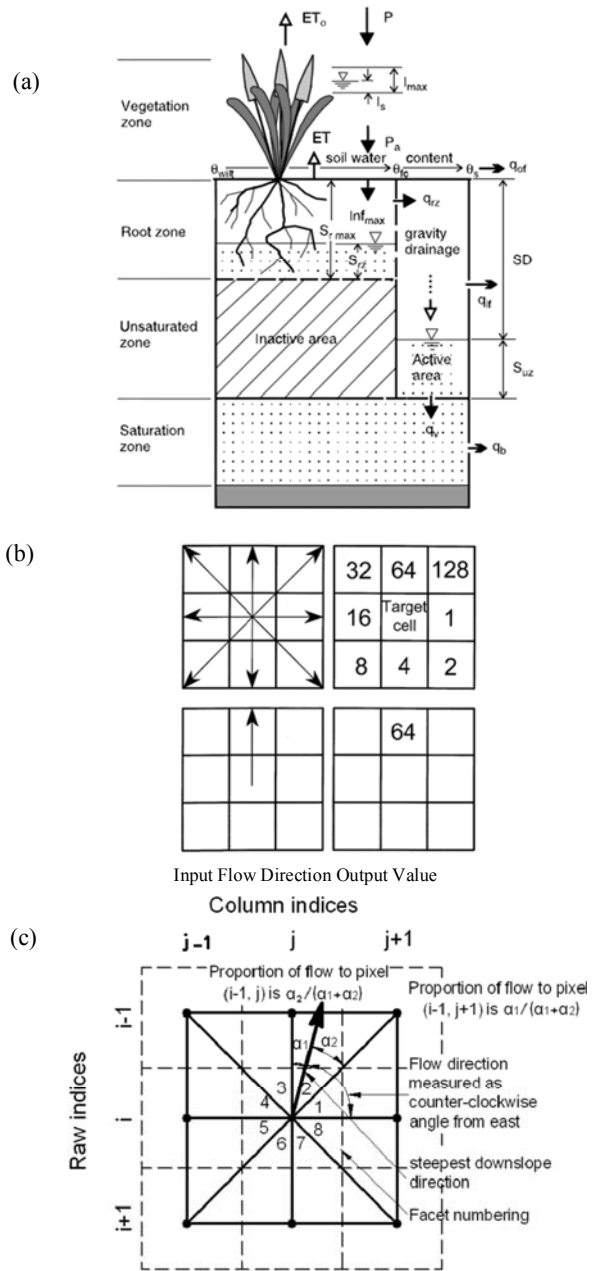 (a)
ET₀
P
Vegetation zone
Iₘₐₓ
Iₛ
ET
Pₐ
θwilt
soil water
θfc
content
θₛ
qof
Root zone
Sr max
Infₘₐₓ
qrz
Srz
gravity drainage
SD
qif
Unsaturated zone
Inactive area
Active area
Suz
Saturation zone
qᵥ
qb
(b)
32 64 128
16 Target cell 1
8 4 2
64
Input Flow Direction Output Value
Column indices
(c)
j-1 j j+1
Proportion of flow to pixel
(i-1, j) is α₂/(α₁+α₂)
Proportion of flow to pixel
(i-1, j+1) is α₁/(α₁+α₂)
Raw indices
i-1
i
i+1
α₁ α₂
3 2
4 1
5 8
6 7
Flow direction
measured as
counter-clockwise
angle from east
steepest downslope
direction
Facet numbering